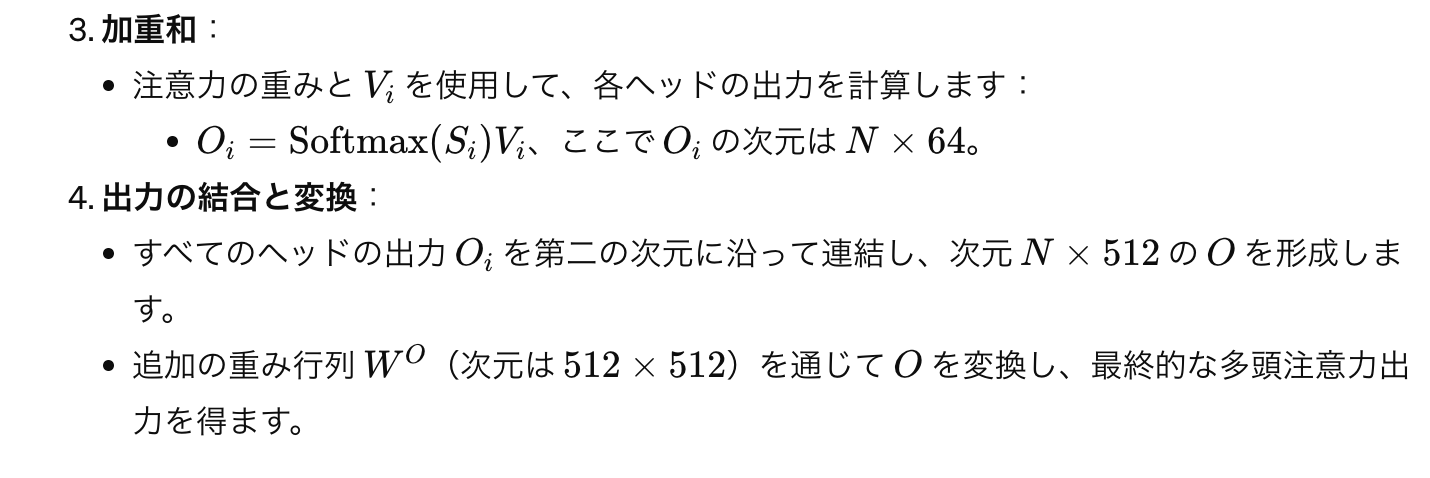 3. 加重和：
• 注意力の重みと V_i を使用して、各ヘッドの出力を計算します：
• O_i = Softmax(S_i)V_i、ここで O_i の次元は N × 64。
4. 出力の結合と変換：
• すべてのヘッドの出力 O_i を第二の次元に沿って連結し、次元 N × 512 の O を形成しま
す。
• 追加の重み行列 W^O（次元は 512 × 512）を通じて O を変換し、最終的な多頭注意力出
力を得ます。